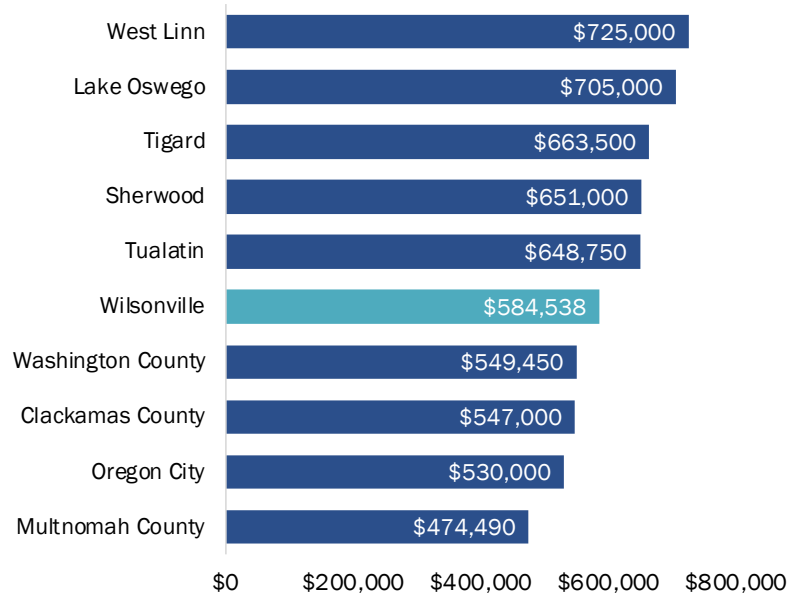 West Linn $725,000
Lake Oswego $705,000
Tigard $663,500
Sherwood $651,000
Tualatin $648,750
Wilsonville $584,538
Washington County $549,450
Clackamas County $547,000
Oregon City $530,000
Multnomah County $474,490
$0 $200,000 $400,000 $600,000 $800,000